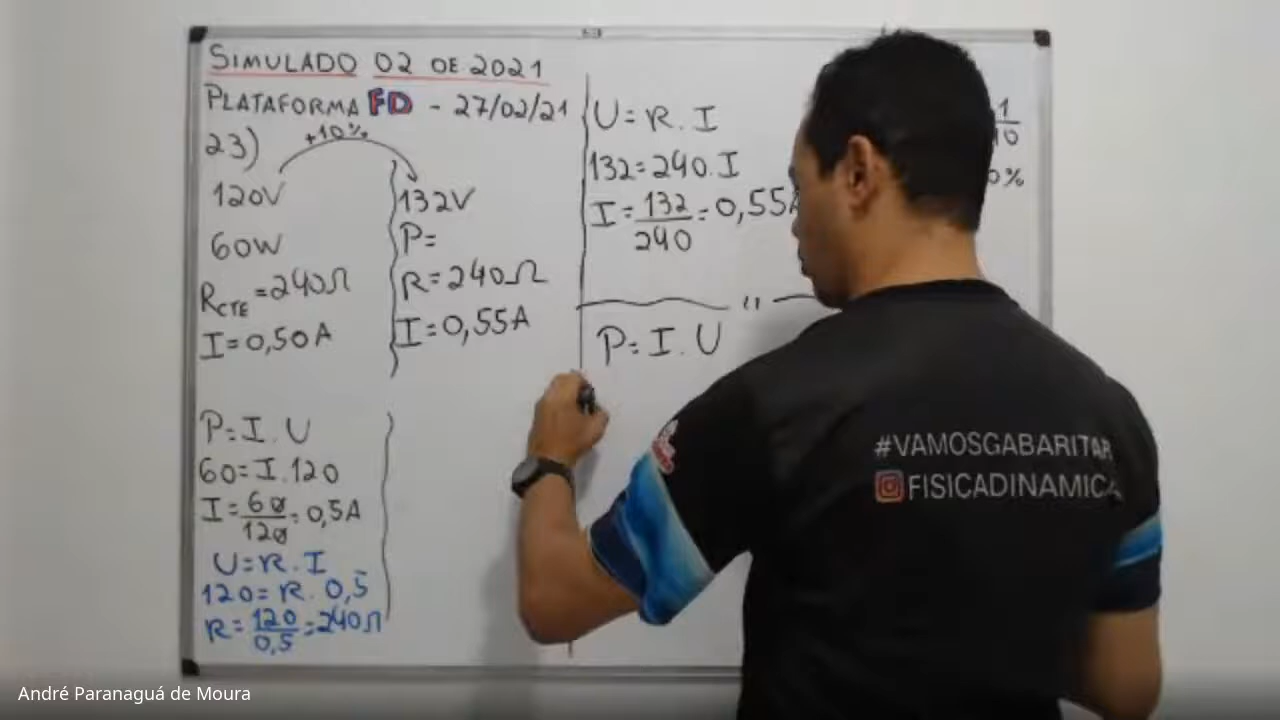 SIMULADO 02 DE 2021
PLATAFORMA FD - 27/02/21
23)
+10%
120V
60W
RCTE = 240Ω
I = 0,50 A
132V
P=
R = 240Ω
I = 0,55A
P = I . U
60 = I . 120
I = 60/120 = 0,5A
U = R . I
120 = R . 0,5
R = 120/0,5 = 240Ω
U = R . I
132 = 240 . I
I = 132/240 = 0,55A
P = I . U
#VAMOSGABARITAR
FISICADINAMICA
André Paranaguá de Moura